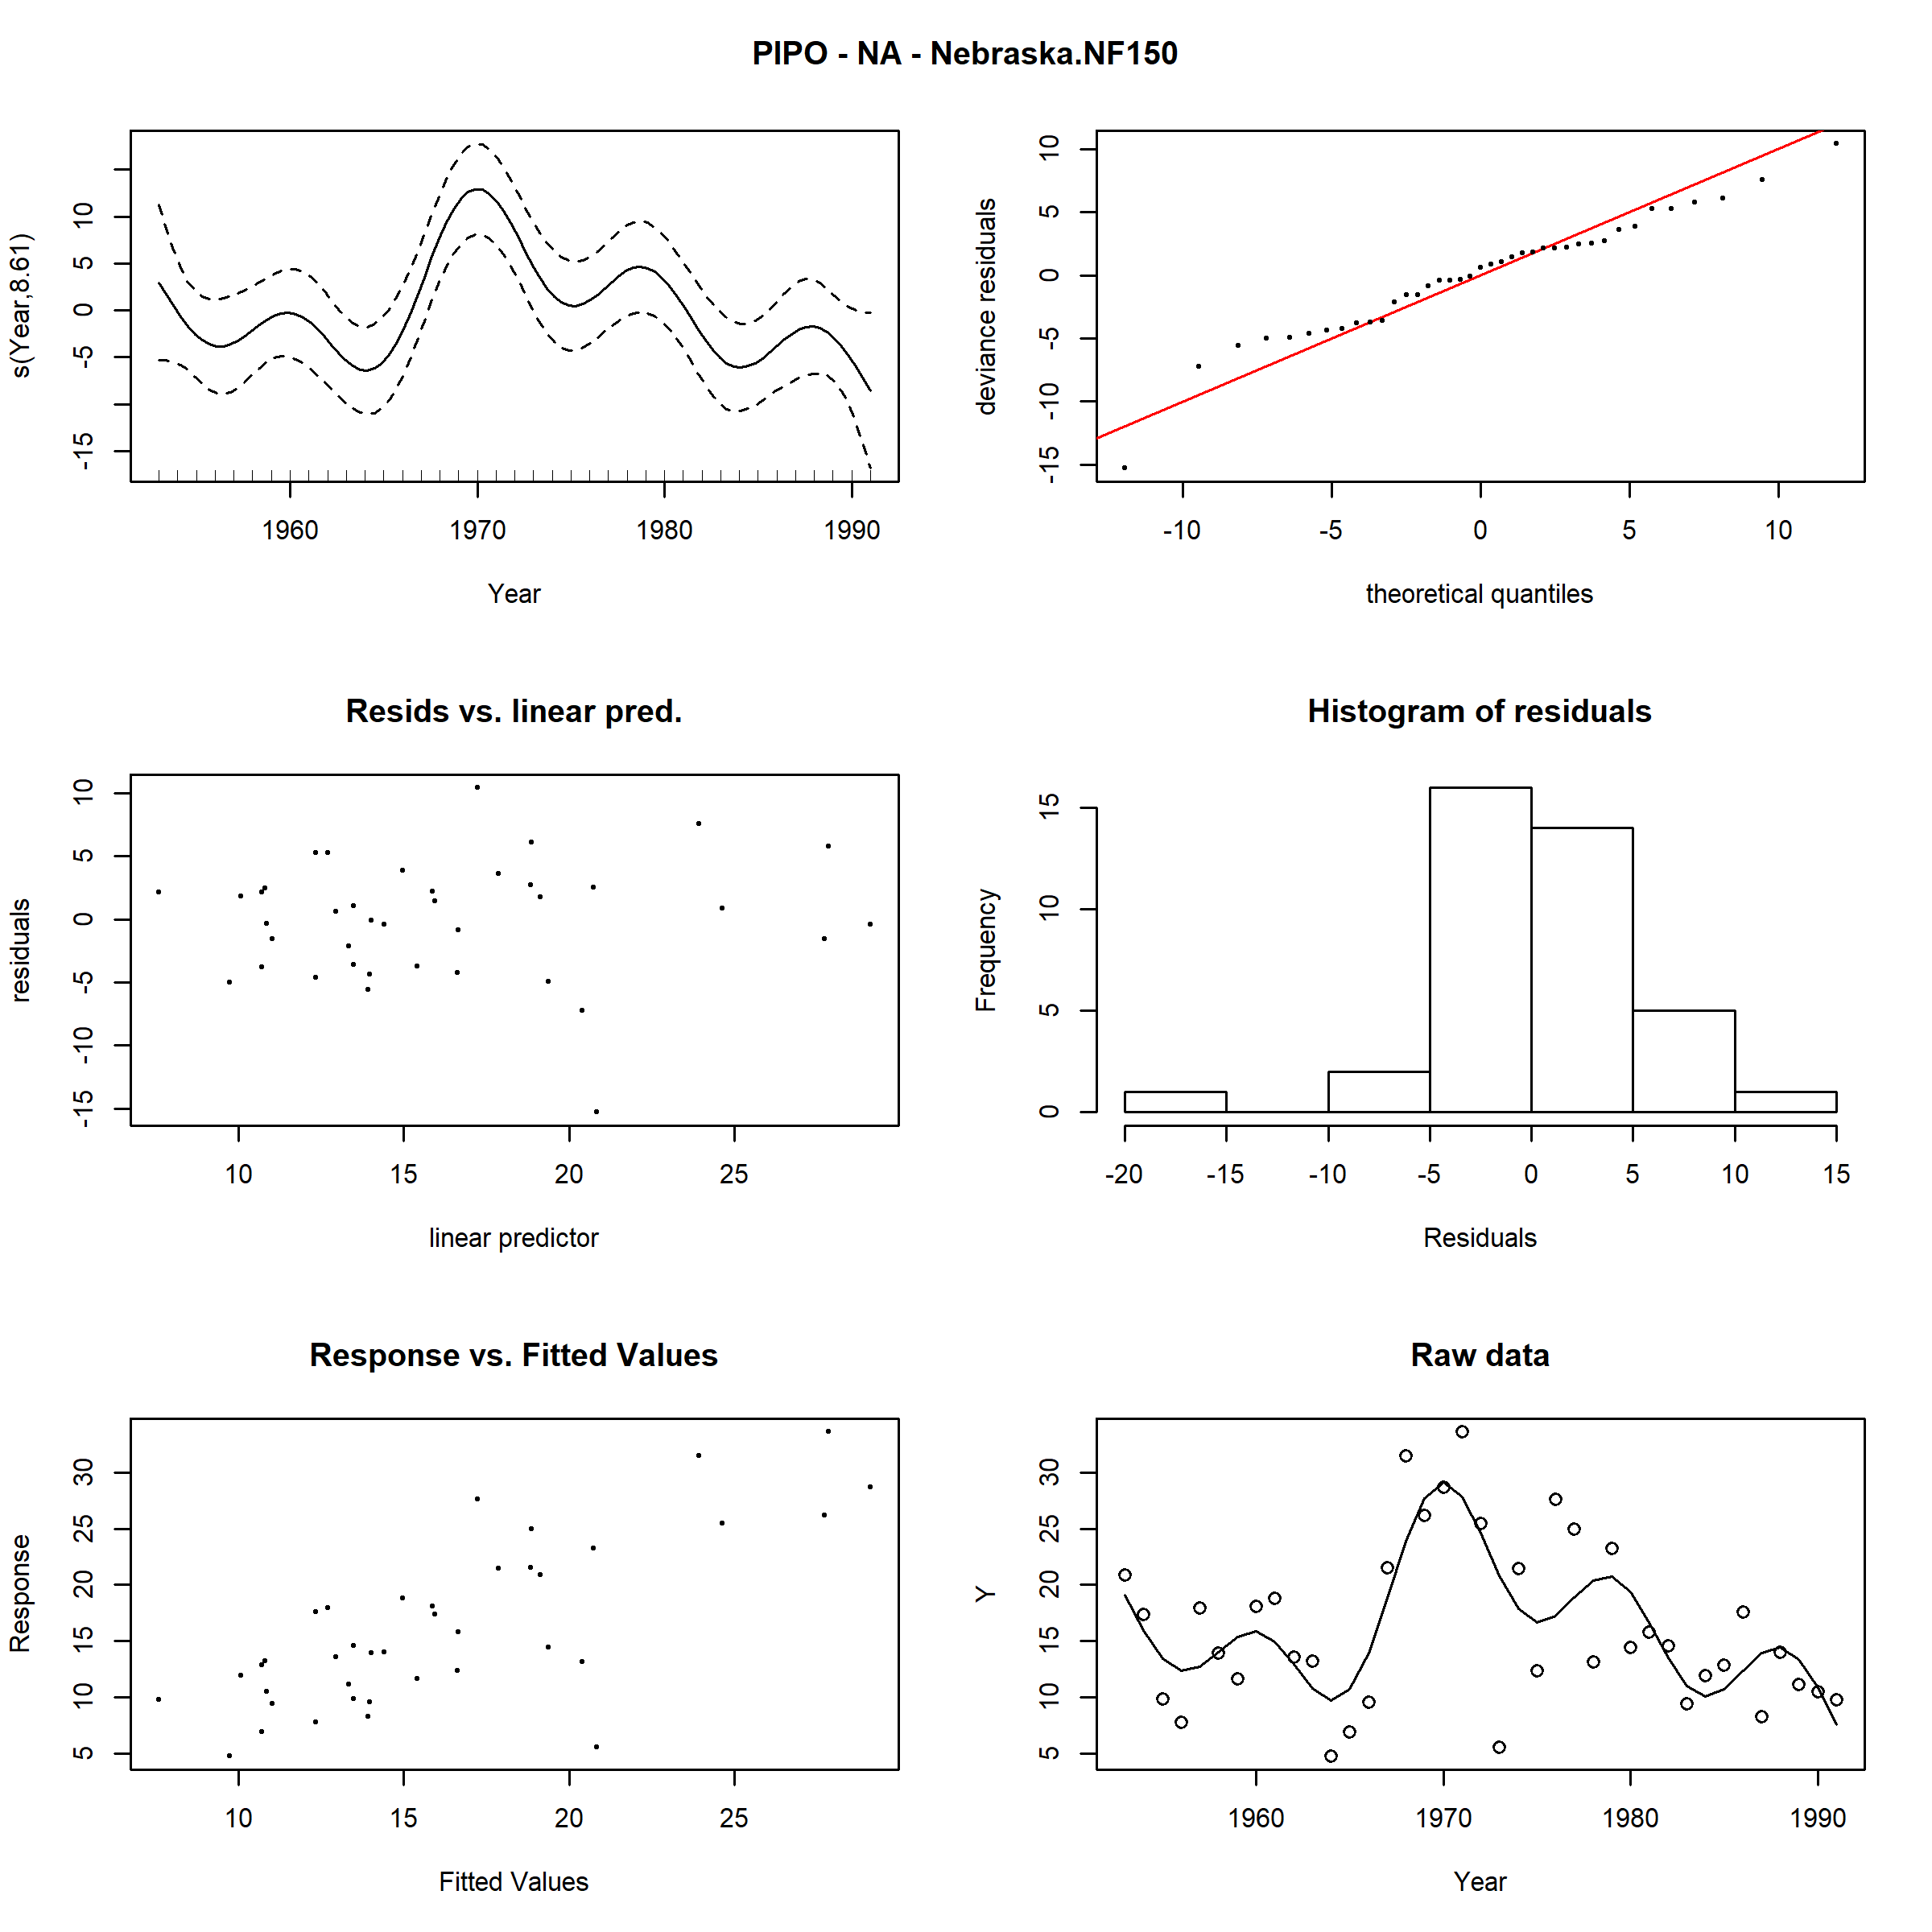 PIPO - NA - Nebraska.NF150
s(Year,8.61)
-15 -5 0 5 10
1960 1970 1980 1990
Year
deviance residuals
-15 -10 -5 0 5 10
-10 -5 0 5 10
theoretical quantiles
Resids vs. linear pred.
residuals
-15 -10 -5 0 5 10
10 15 20 25
linear predictor
Histogram of residuals
Frequency
0 5 10 15
-20 -15 -10 -5 0 5 10 15
Residuals
Response vs. Fitted Values
Response
5 10 15 20 25 30
10 15 20 25
Fitted Values
Raw data
Y
5 10 15 20 25 30
1960 1970 1980 1990
Year